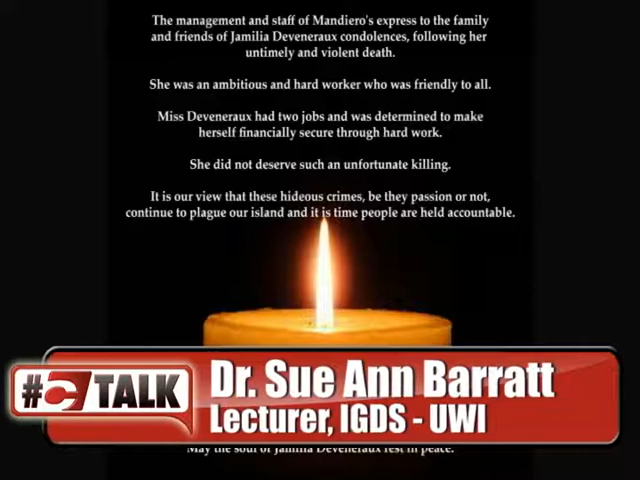 The management and staff of Mandiero's express to the family
and friends of Jamilia Deveneraux condolences, following her
untimely and violent death.
She was an ambitious and hard worker who was friendly to all.
Miss Deveneraux had two jobs and was determined to make
herself financially secure through hard work.
She did not deserve such an unfortunate killing.
It is our view that these hideous crimes, be they passion or not,
continue to plague our island and it is time people are held accountable.
#C TALK
Dr. Sue Ann Barratt
Lecturer, IGDS - UWI
May the soul of Jamilia Deveneraux rest in peace.